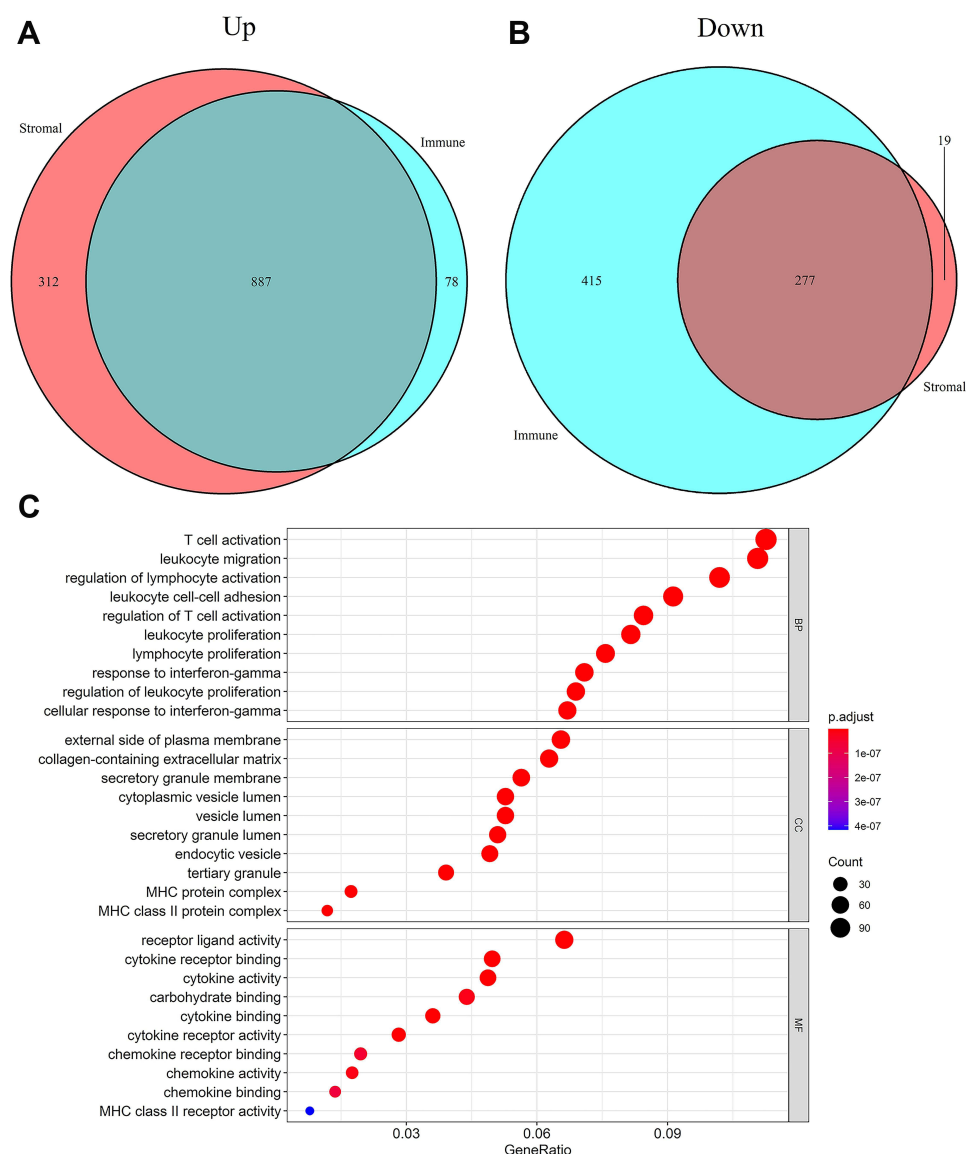 A
Up
B
Down
Stromal
Immune
312
887
78
19
415
277
Stromal
Immune
C
T cell activation
leukocyte migration
regulation of lymphocyte activation
leukocyte cell-cell adhesion
regulation of T cell activation
leukocyte proliferation
lymphocyte proliferation
response to interferon-gamma
regulation of leukocyte proliferation
cellular response to interferon-gamma
BP
external side of plasma membrane
collagen-containing extracellular matrix
secretory granule membrane
cytoplasmic vesicle lumen
vesicle lumen
secretory granule lumen
endocytic vesicle
tertiary granule
MHC protein complex
MHC class II protein complex
CC
receptor ligand activity
cytokine receptor binding
cytokine activity
carbohydrate binding
cytokine binding
cytokine receptor activity
chemokine receptor binding
chemokine activity
chemokine binding
MHC class II receptor activity
MF
0.03 0.06 0.09
GeneRatio
p.adjust
1e-07
2e-07
3e-07
4e-07
Count
30
60
90